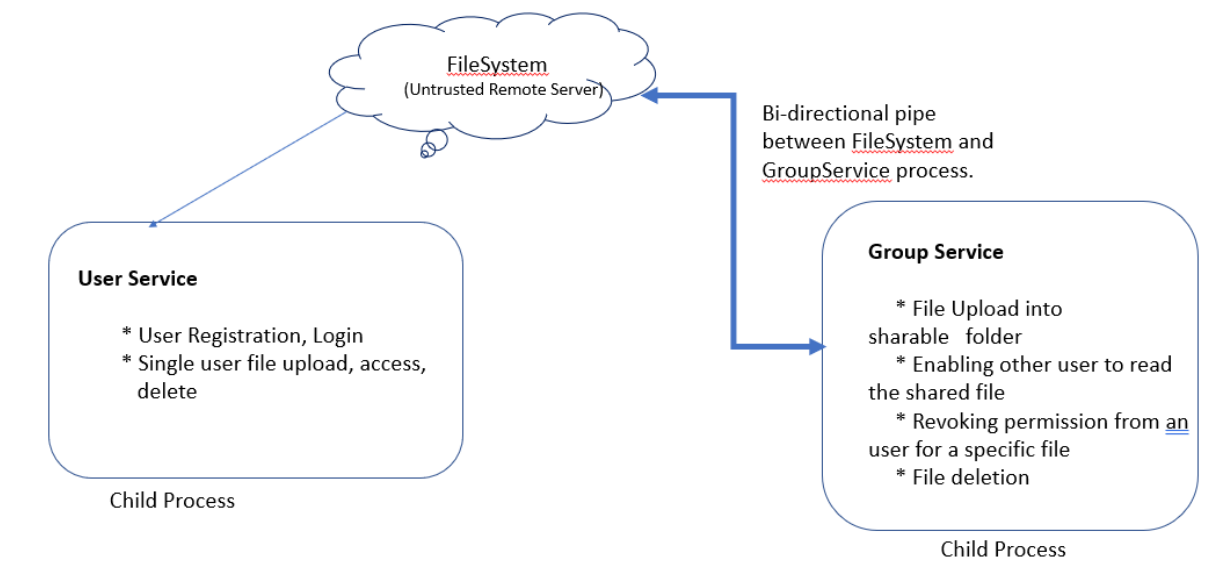 FileSystem
(Untrusted Remote Server)
Bi-directional pipe
between FileSystem and
GroupService process.
User Service
* User Registration, Login
* Single user file upload, access,
delete
Child Process
Group Service
* File Upload into
sharable folder
* Enabling other user to read
the shared file
* Revoking permission from an
user for a specific file
* File deletion
Child Process